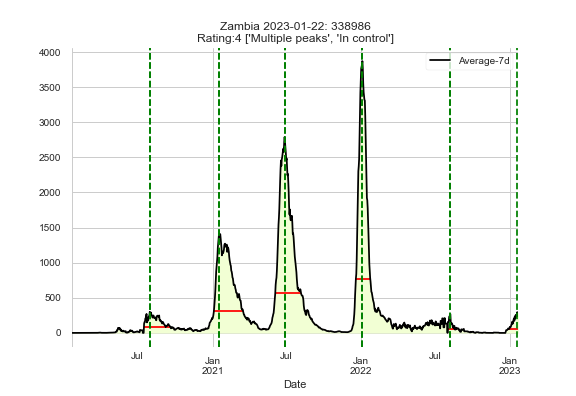 Zambia 2023-01-22: 338986
Rating:4 ['Multiple peaks', 'In control']
Average-7d
4000
3500
3000
2500
2000
1500
1000
500
0
Jul
Jan
2021
Jul
Jan
2022
Jul
Jan
2023
Date